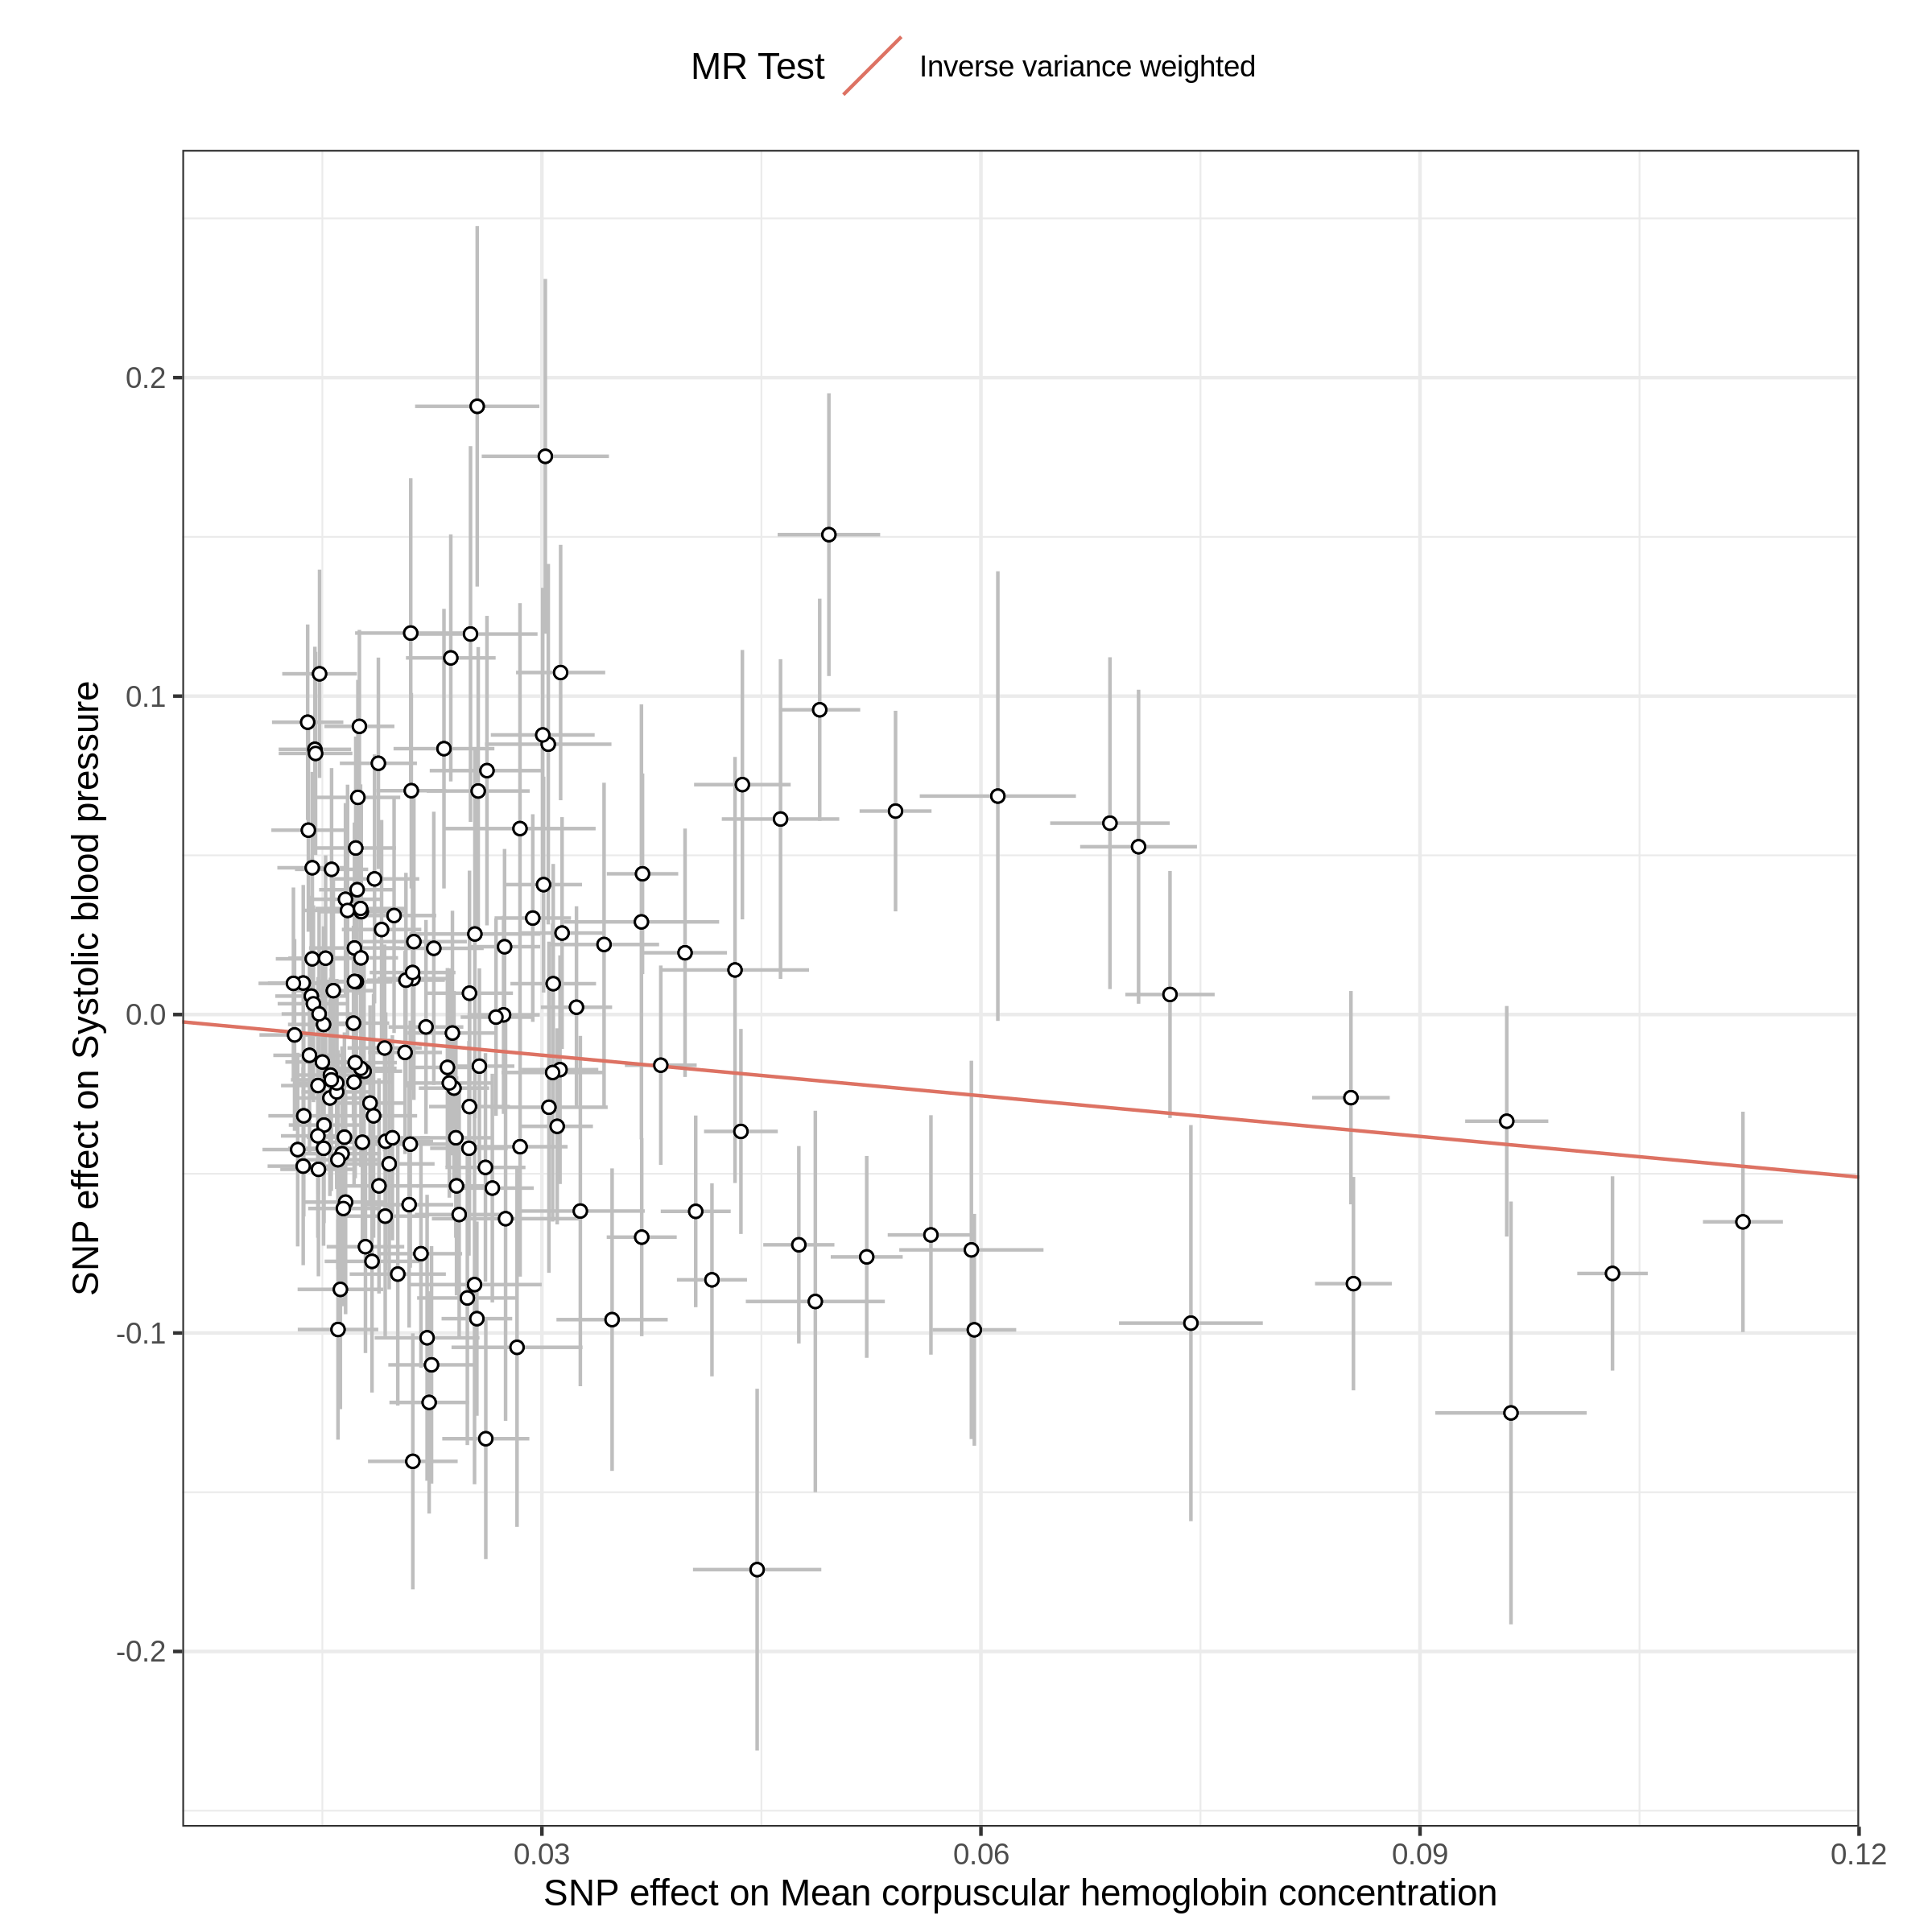 MR Test Inverse variance weighted
0.2
0.1
0.0
-0.1
-0.2
SNP effect on Systolic blood pressure
0.03 0.06 0.09 0.12
SNP effect on Mean corpuscular hemoglobin concentration